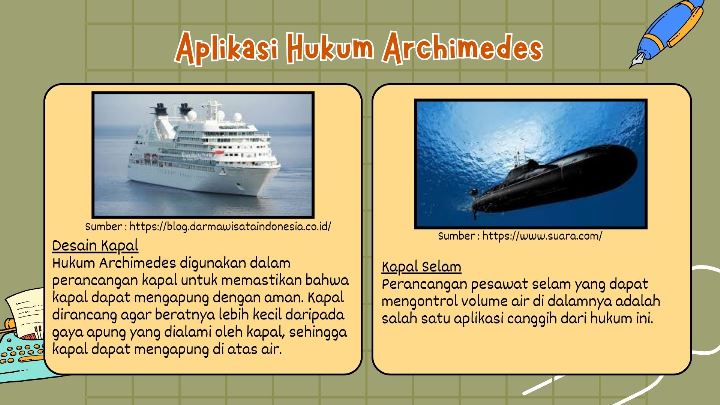 Aplikasi Hukum Archimedes
Sumber : https://blog.darmawisataindonesia.co.id/
Desain Kapal
Hukum Archimedes digunakan dalam
perancangan kapal untuk memastikan bahwa
kapal dapat mengapung dengan aman. Kapal
dirancang agar beratnya lebih kecil daripada
gaya apung yang dialami oleh kapal, sehingga
kapal dapat mengapung di atas air.
Sumber : https://www.suara.com/
Kapal Selam
Perancangan pesawat selam yang dapat
mengontrol volume air di dalamnya adalah
salah satu aplikasi canggih dari hukum ini.